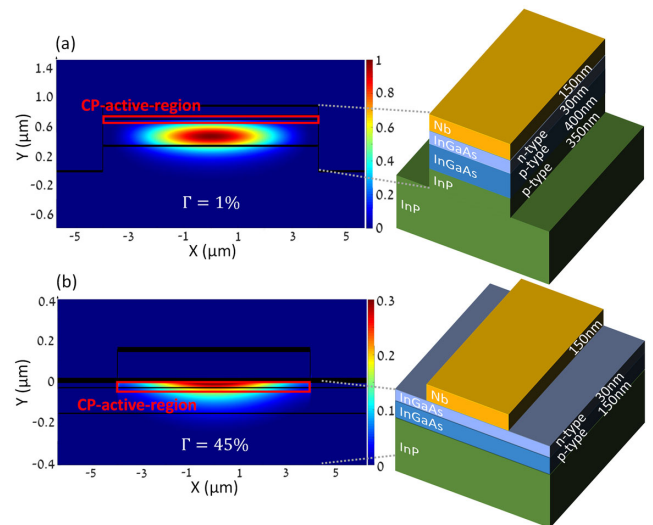 (a)
1.4
1.0
0.6
0.2
-0.2
-0.6
Y (µm)
CP-active-region
Γ = 1%
-5
-3
-1
1
3
5
X (µm)
1
0.8
0.6
0.4
0.2
0
Nb
InGaAs
InGaAs
InP
InP
150nm
n-type 30nm
p-type 400nm
p-type 350nm
(b)
0.4
0.2
0
-0.2
-0.4
Y (µm)
CP-active-region
Γ = 45%
-5
-3
-1
1
3
5
X (µm)
0.3
0.2
0.1
0
Nb
InGaAs
InGaAs
InP
150nm
n-type 30nm
p-type 150nm